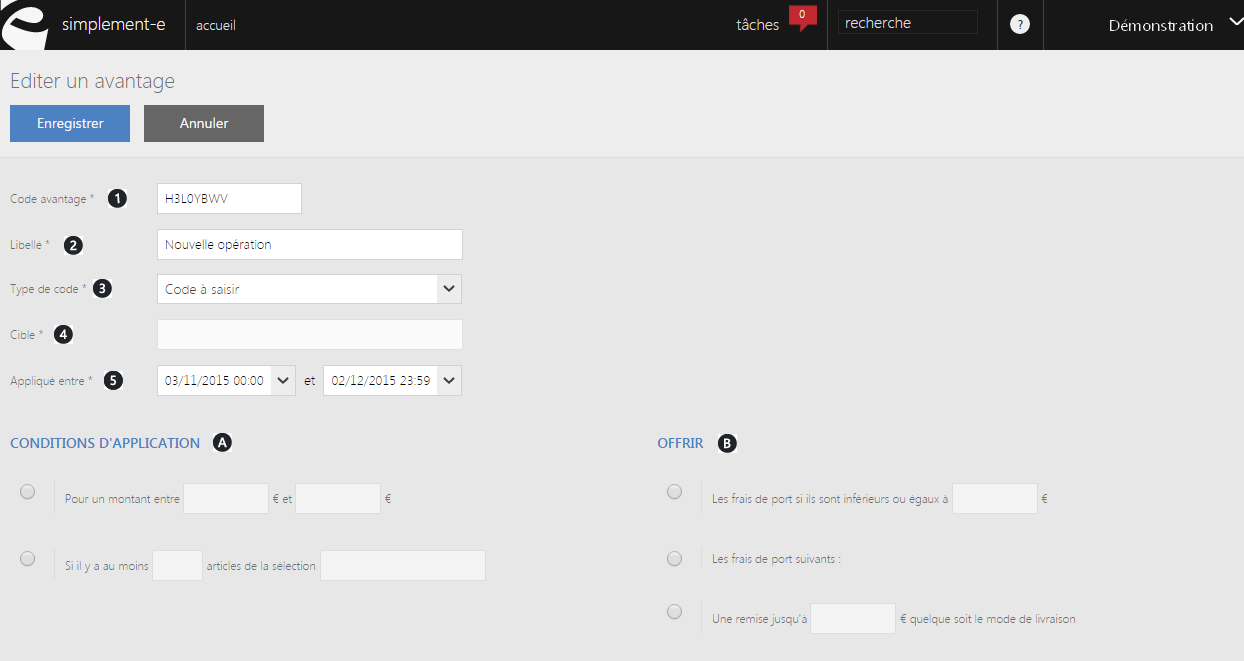 simplement-e accueil tâches 0 recherche ? Démonstration
Editer un avantage
Enregistrer Annuler
Code avantage * 1 H3L0YBWV
Libellé * 2 Nouvelle opération
Type de code * 3 Code à saisir
Cible * 4
Appliqué entre * 5 03/11/2015 00:00 et 02/12/2015 23:59
CONDITIONS D'APPLICATION A OFFRIR B
Pour un montant entre € et € Les frais de port si ils sont inférieurs ou égaux à €
Si il y a au moins articles de la sélection Les frais de port suivants :
Une remise jusqu'à € quelque soit le mode de livraison